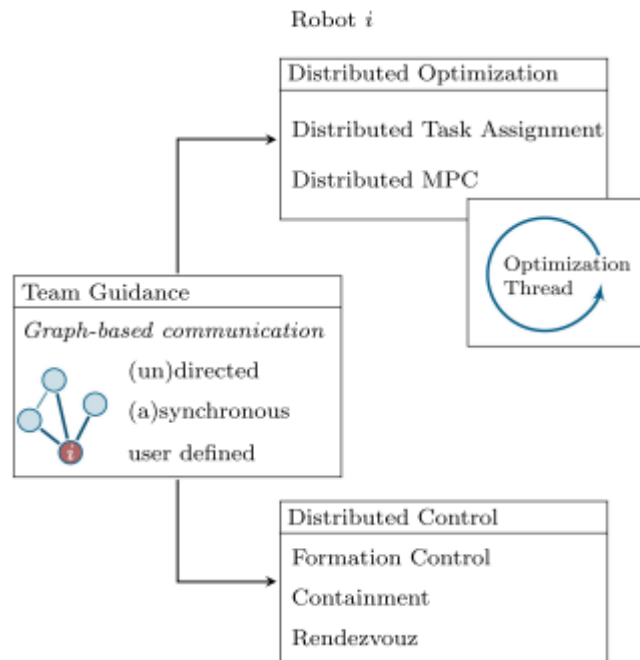 Robot i
Distributed Optimization
Distributed Task Assignment
Distributed MPC
Optimization
Thread
Team Guidance
Graph-based communication
(un)directed
(a)synchronous
user defined
i
Distributed Control
Formation Control
Containment
Rendezvouz